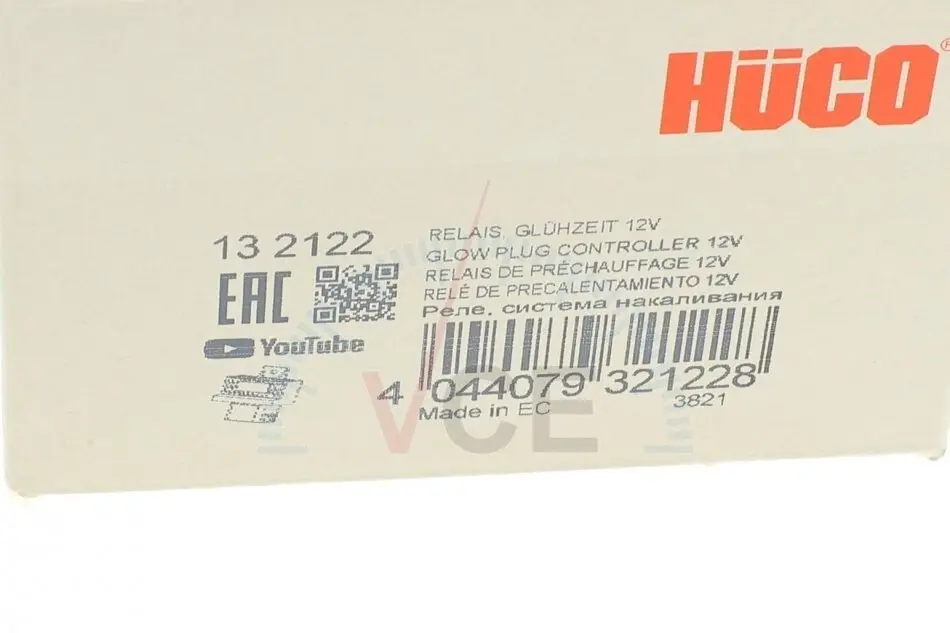 HÜCO®
13 2122
EAC
YouTube
RELAIS, GLÜHZEIT 12V
GLOW PLUG CONTROLLER 12V
RELAIS DE PRÉCHAUFFAGE 12V
RELÉ DE PRECALENTAMIENTO 12V
Реле, система накаливания
4 044079 321228
Made in EC
3821
VCE